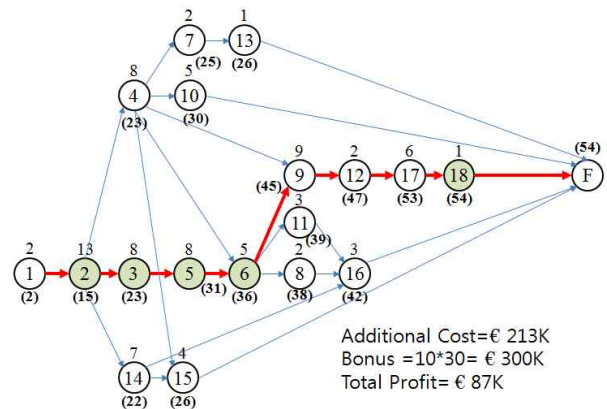 2 1
7 13
(25) (26)
8 5
4 10
(23) (30)
(54)
9 2 6 1
9 12 17 18 F
(45) (47) (53) (54)
3
11
(39)
2 13 8 8 5 2 3
1 2 3 5 6 8 16
(2) (15) (23) (31) (36) (38) (42)
7 4
14 15
(22) (26)
Additional Cost=€ 213K
Bonus =10*30= € 300K
Total Profit= € 87K